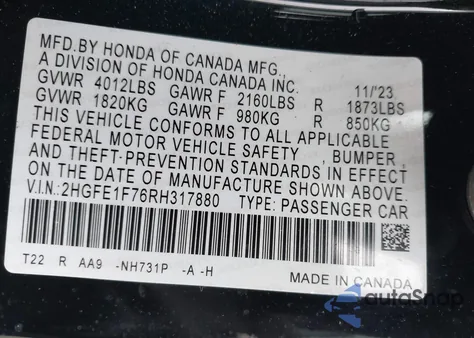 MFD.BY HONDA OF CANADA MFG.,
A DIVISION OF HONDA CANADA INC. 11/'23
GVWR 4012LBS GAWR F 2160LBS R 1873LBS
GVWR 1820KG GAWR F 980KG R 850KG
THIS VEHICLE CONFORMS TO ALL APPLICABLE
FEDERAL MOTOR VEHICLE SAFETY , BUMPER,
AND THEFT-PREVENTION STANDARDS IN EFFECT
ON THE DATE OF MANUFACTURE SHOWN ABOVE.
V.I.N.:2HGFE1F76RH317880 TYPE:PASSENGER CAR
T22 R AA9 -NH731P -A -H
MADE IN CANADA
autoSnap